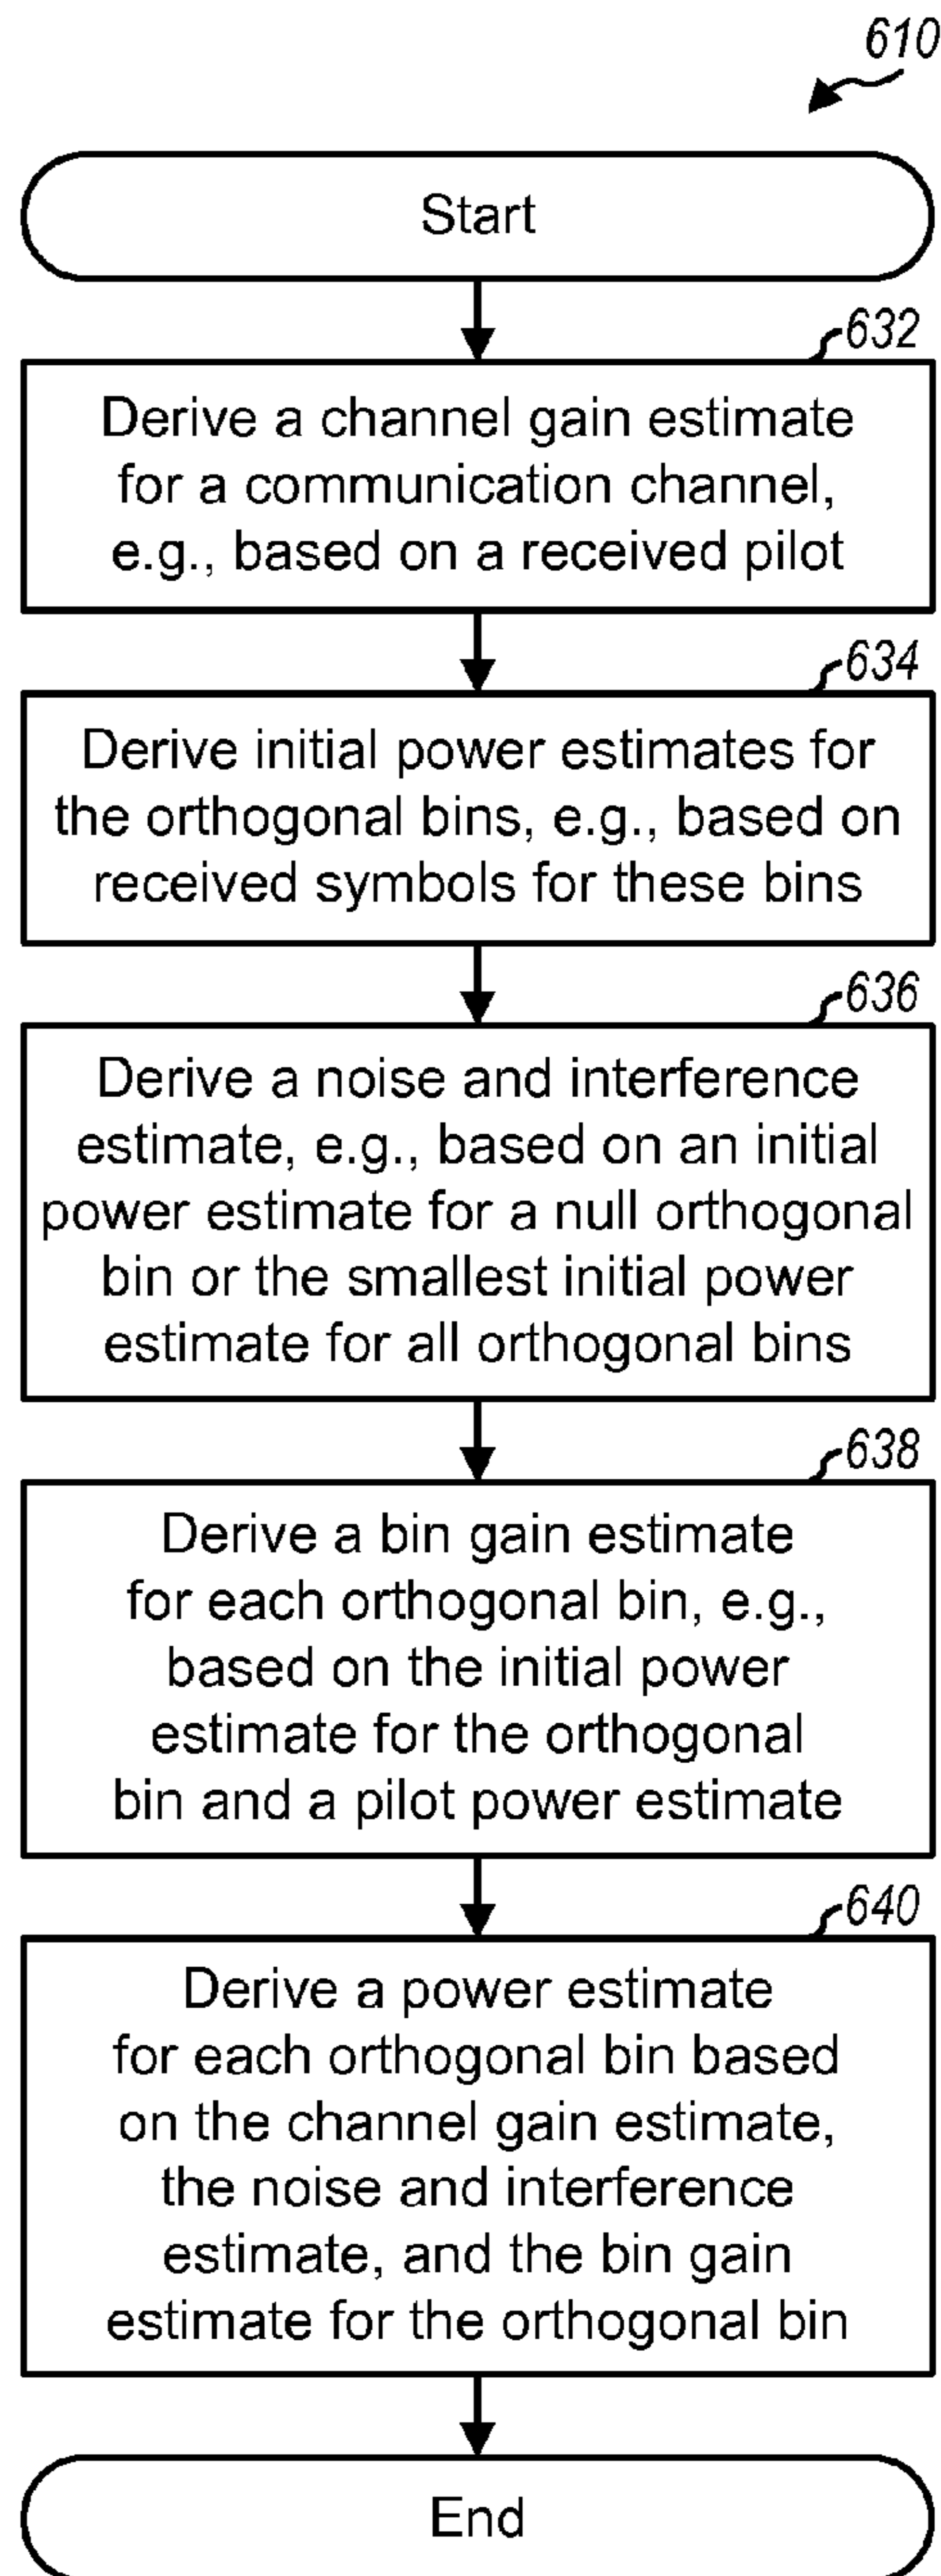 610
Start
632
Derive a channel gain estimate
for a communication channel,
e.g., based on a received pilot
634
Derive initial power estimates for
the orthogonal bins, e.g., based on
received symbols for these bins
636
Derive a noise and interference
estimate, e.g., based on an initial
power estimate for a null orthogonal
bin or the smallest initial power
estimate for all orthogonal bins
638
Derive a bin gain estimate
for each orthogonal bin, e.g.,
based on the initial power
estimate for the orthogonal
bin and a pilot power estimate
640
Derive a power estimate
for each orthogonal bin based
on the channel gain estimate,
the noise and interference
estimate, and the bin gain
estimate for the orthogonal bin
End